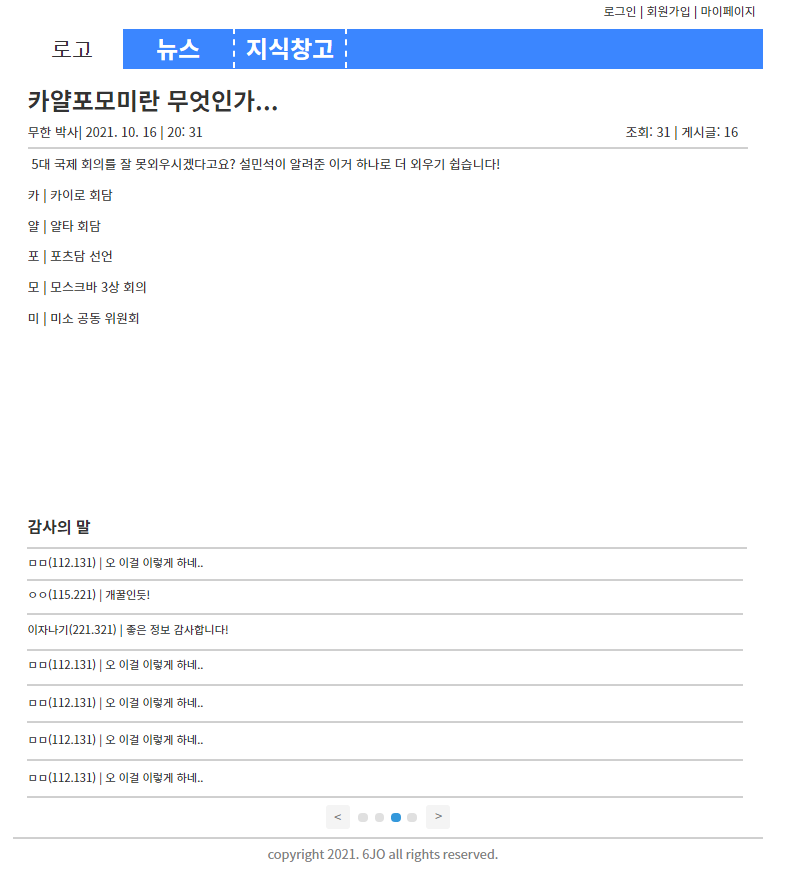 로그인 | 회원가입 | 마이페이지
로고 뉴스 지식창고
카얄포모미란 무엇인가...
무한 박사| 2021. 10. 16 | 20: 31 조회: 31 | 게시글: 16
5대 국제 회의를 잘 못외우시겠다고요? 설민석이 알려준 이거 하나로 더 외우기 쉽습니다!
카 | 카이로 회담
얄 | 얄타 회담
포 | 포츠담 선언
모 | 모스크바 3상 회의
미 | 미소 공동 위원회
감사의 말
ㅁㅁ(112.131) | 오 이걸 이렇게 하네..
ㅇㅇ(115.221) | 개꿀인듯!
이자나기(221.321) | 좋은 정보 감사합니다!
ㅁㅁ(112.131) | 오 이걸 이렇게 하네..
ㅁㅁ(112.131) | 오 이걸 이렇게 하네..
ㅁㅁ(112.131) | 오 이걸 이렇게 하네..
ㅁㅁ(112.131) | 오 이걸 이렇게 하네..
< >
copyright 2021. 6JO all rights reserved.